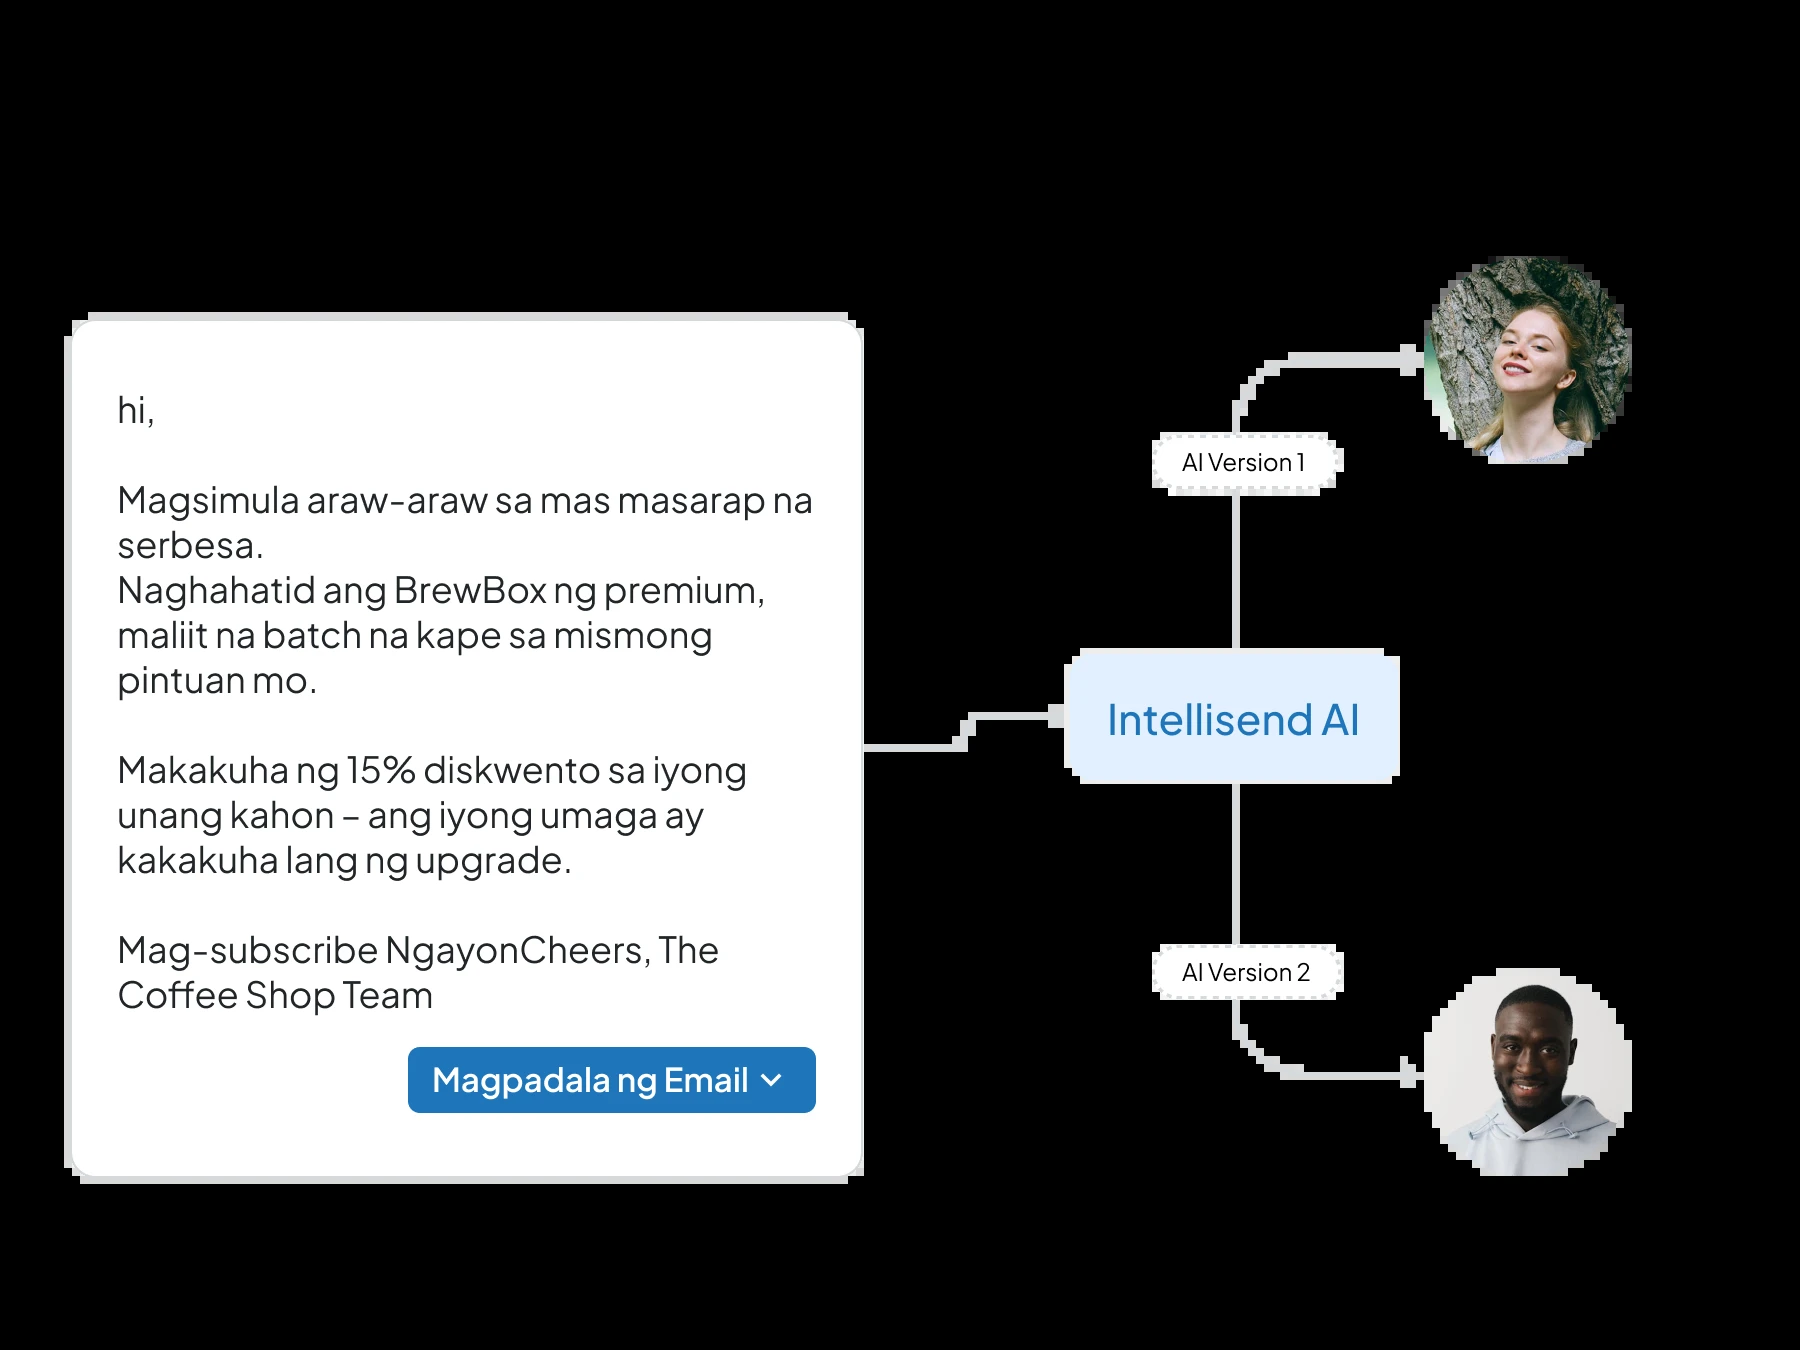 hi,
Magsimula araw-araw sa mas masarap na
serbesa.
Naghahatid ang BrewBox ng premium,
maliit na batch na kape sa mismong
pintuan mo.
Makakuha ng 15% diskwento sa iyong
unang kahon – ang iyong umaga ay
kakakuha lang ng upgrade.
Mag-subscribe NgayonCheers, The
Coffee Shop Team
Magpadala ng Email
AI Version 1
Intellisend AI
AI Version 2